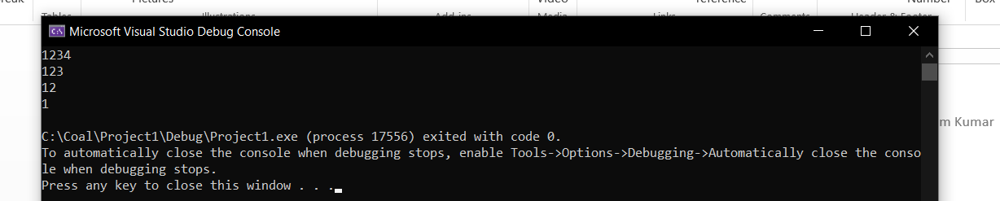 Pictures
Video
reference
Number
Box
Tables
Illustrations
Add-ins
Media
Links
Comments
Header & Footer
Microsoft Visual Studio Debug Console
1234
123
12
1
C:\Coal\Project1\Debug\Project1.exe (process 17556) exited with code 0.
To automatically close the console when debugging stops, enable Tools->Options->Debugging->Automatically close the conso
le when debugging stops.
Press any key to close this window . . .
m Kumar